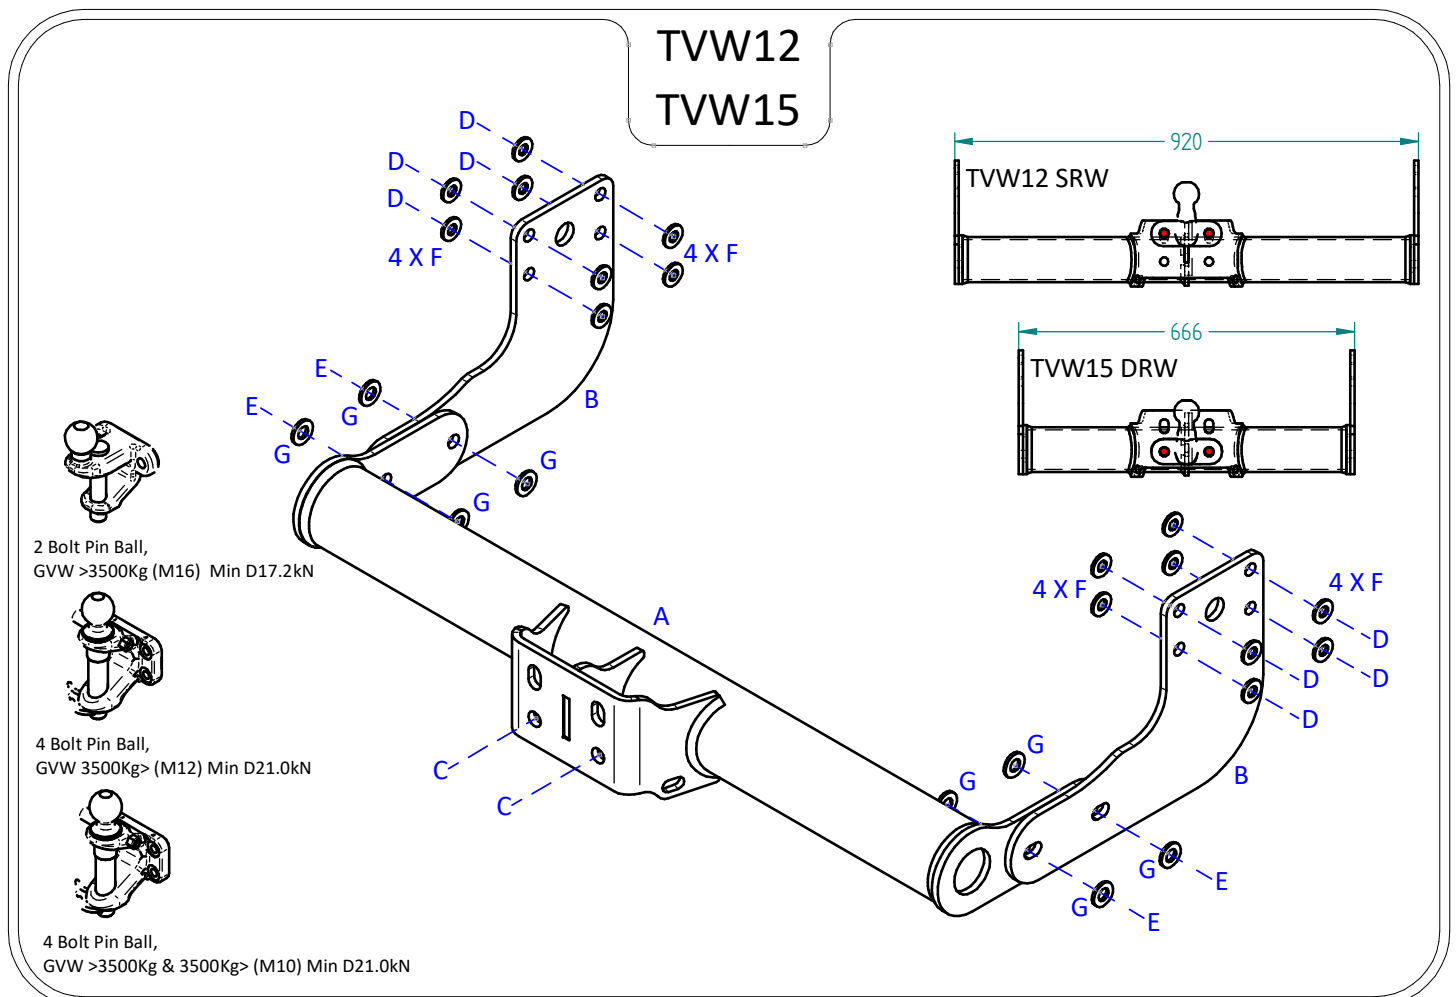 TVW12
TVW15
920
TVW12 SRW
666
TVW15 DRW
D
D
D
D
4 X F
4 X F
B
E
E
G
G
G
G
A
C
C
4 X F
4 X F
D
D
D
D
B
G
G
G
E
G
E
2 Bolt Pin Ball,
GVW >3500Kg (M16) Min D17.2kN
4 Bolt Pin Ball,
GVW 3500Kg> (M12) Min D21.0kN
4 Bolt Pin Ball,
GVW >3500Kg & 3500Kg> (M10) Min D21.0kN